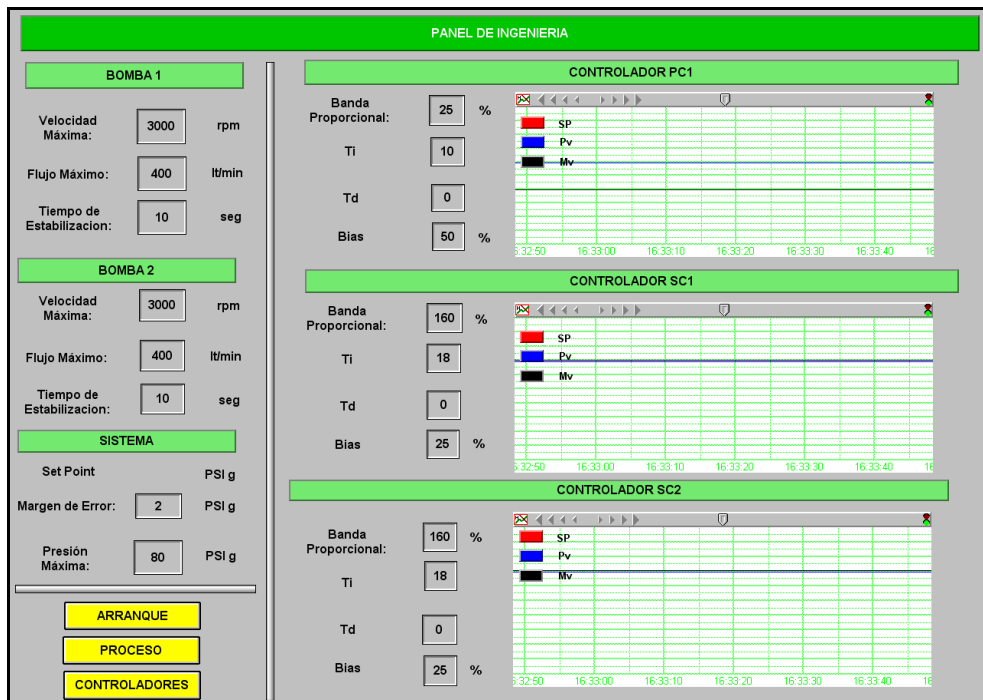 PANEL DE INGENIERIA
BOMBA 1
Velocidad
Máxima:
3000
rpm
Flujo Máximo:
400
lt/min
Tiempo de
Estabilizacion:
10
seg
BOMBA 2
Velocidad
Máxima:
3000
rpm
Flujo Máximo:
400
lt/min
Tiempo de
Estabilizacion:
10
seg
SISTEMA
Set Point
PSI g
Margen de Error:
2
PSI g
Presión
Máxima:
80
PSI g
ARRANQUE
PROCESO
CONTROLADORES
CONTROLADOR PC1
Banda
Proporcional:
25
%
Ti
10
Td
0
Bias
50
%
SP
Pv
Mv
16:33:00
16:33:10
16:33:20
16:33:30
16:33:40
CONTROLADOR SC1
Banda
Proporcional:
160
%
Ti
18
Td
0
Bias
25
%
SP
Pv
Mv
16:33:00
16:33:10
16:33:20
16:33:30
16:33:40
CONTROLADOR SC2
Banda
Proporcional:
160
%
Ti
18
Td
0
Bias
25
%
SP
Pv
Mv
16:33:00
16:33:10
16:33:20
16:33:30
16:33:40